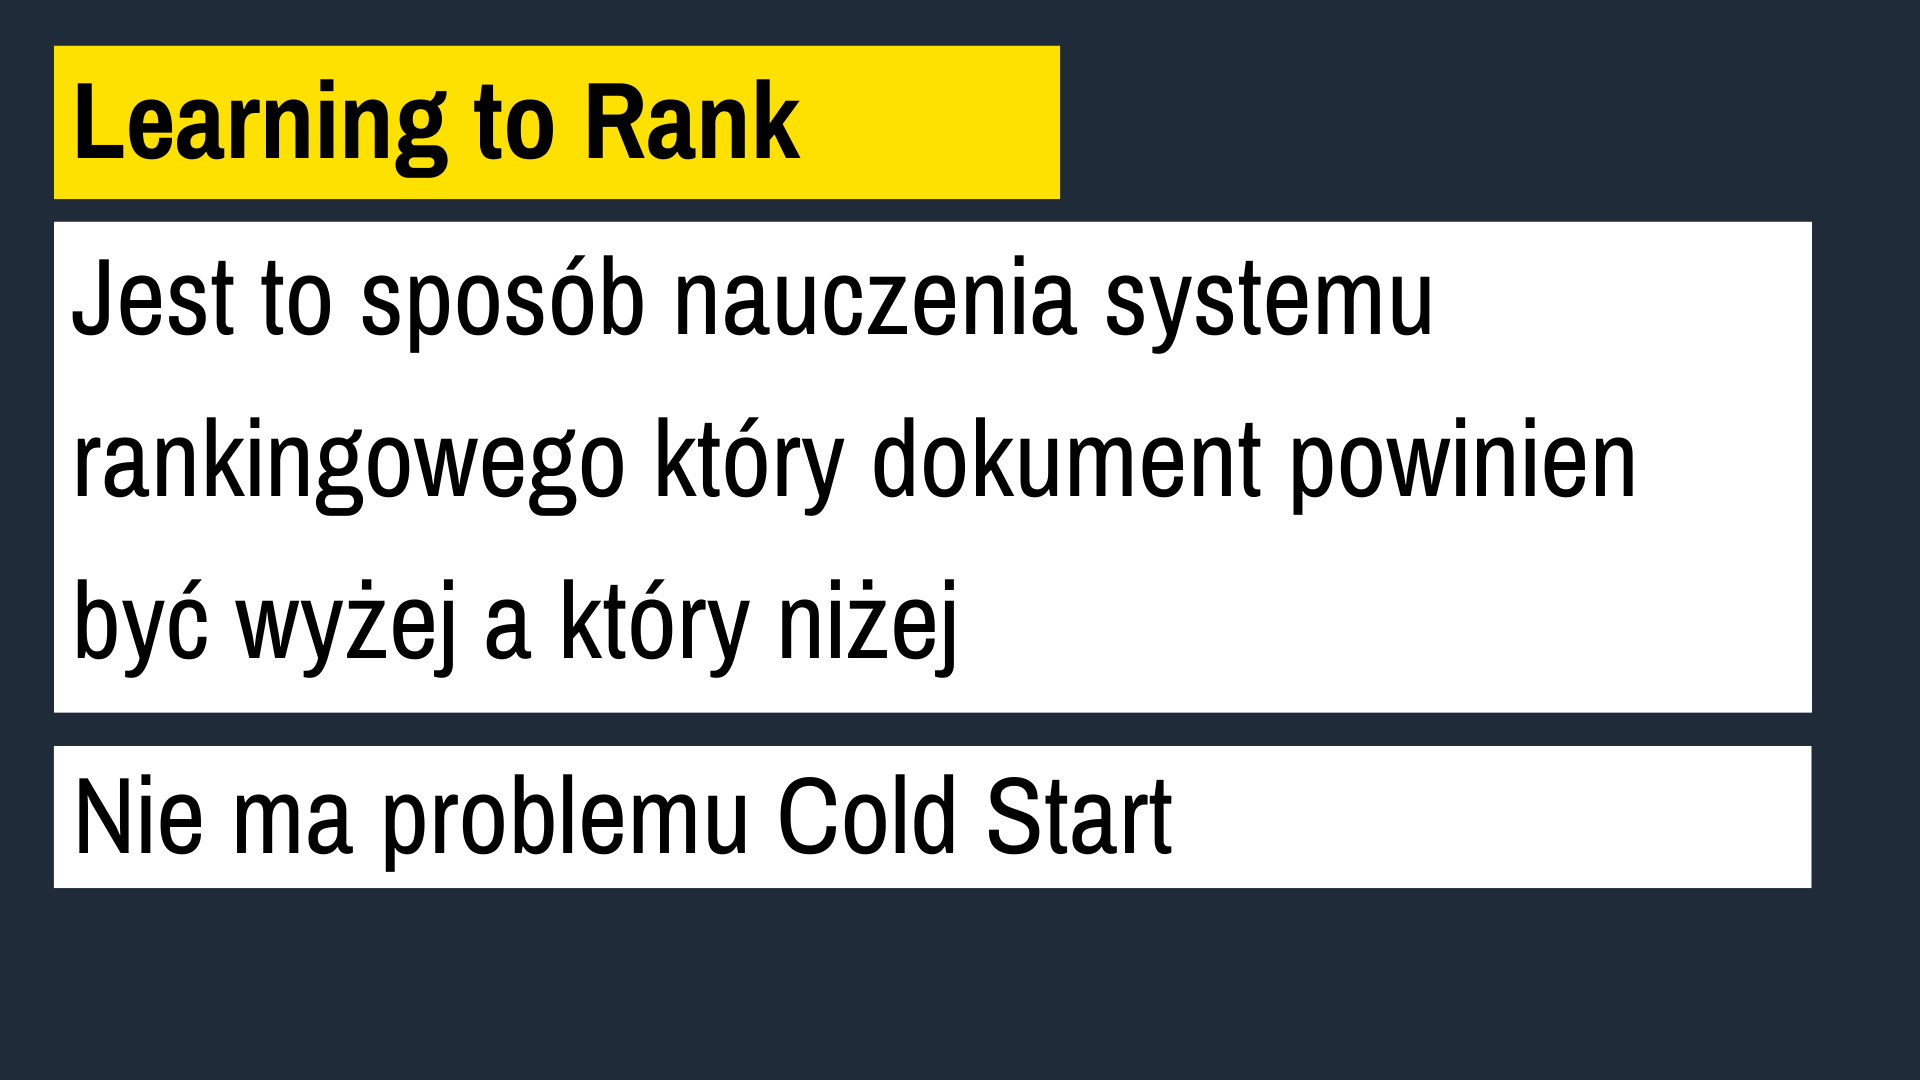 Learning to Rank
Jest to sposób nauczenia systemu
rankingowego który dokument powinien
być wyżej a który niżej
Nie ma problemu Cold Start